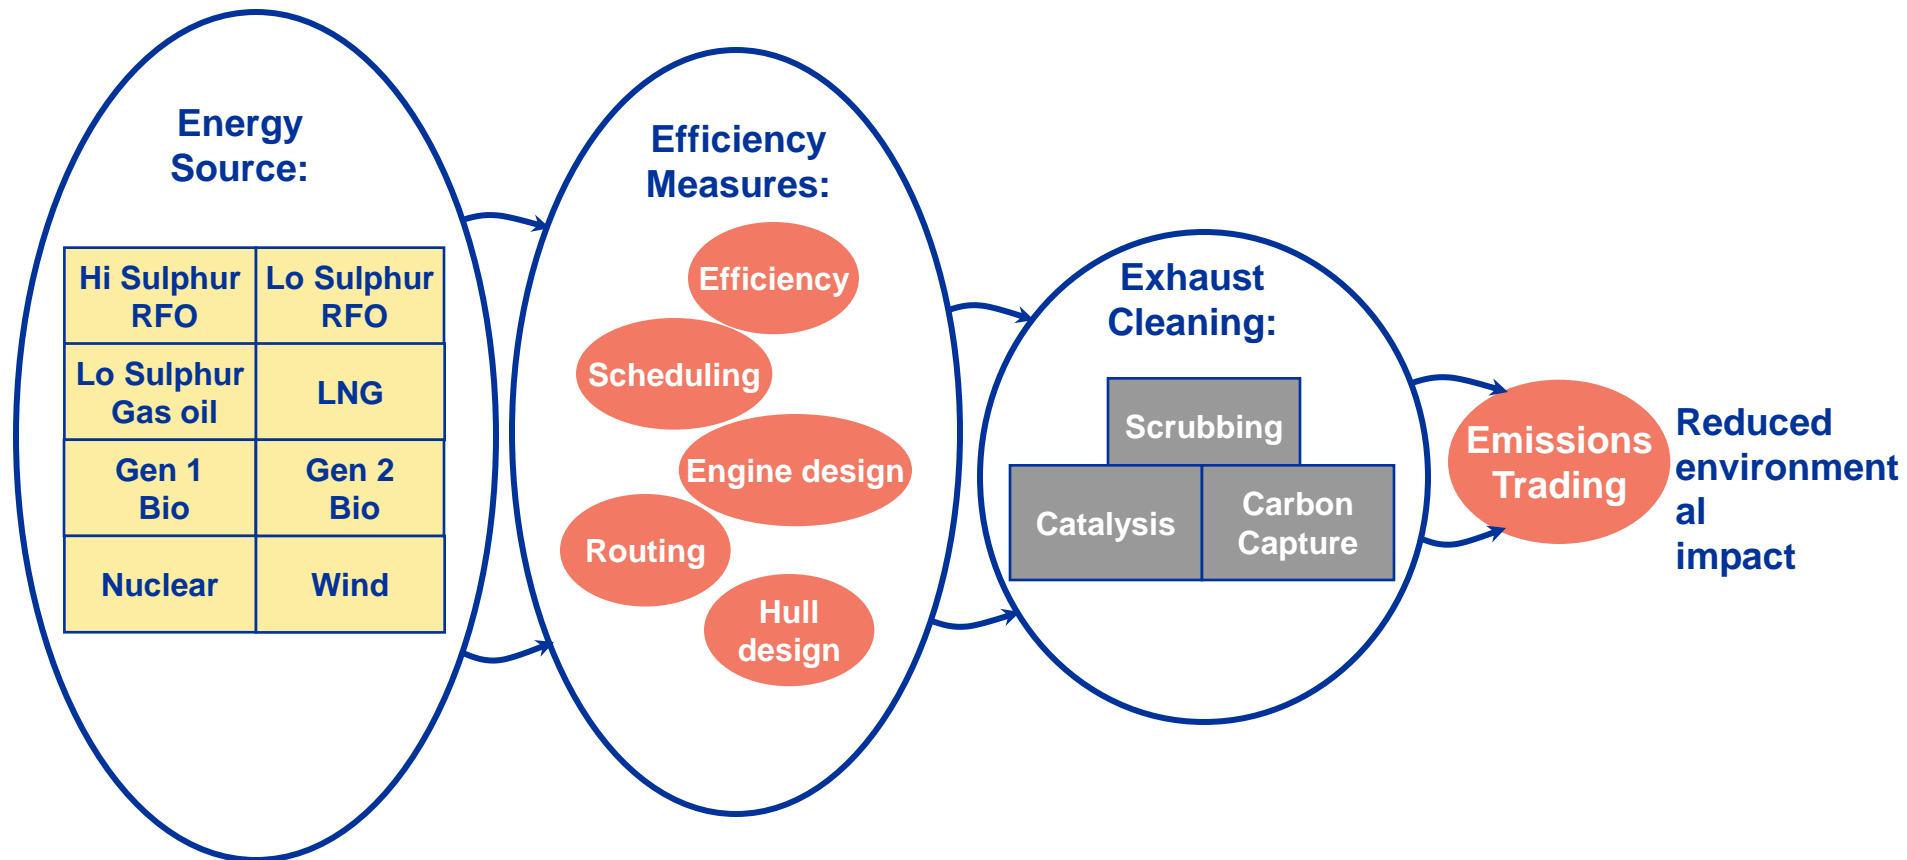 Energy
Source:
Hi Sulphur
RFO
Lo Sulphur
RFO
Lo Sulphur
Gas oil
LNG
Gen 1
Bio
Gen 2
Bio
Nuclear
Wind
Efficiency
Measures:
Efficiency
Scheduling
Engine design
Routing
Hull
design
Exhaust
Cleaning:
Scrubbing
Catalysis
Carbon
Capture
Emissions
Trading
Reduced
environment
al
impact